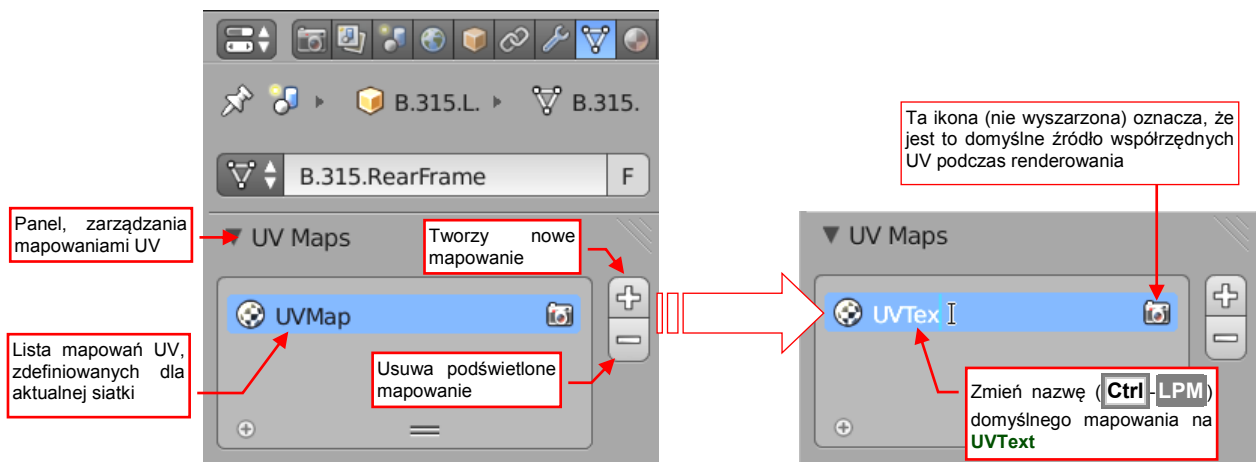 B.315.L.
B.315.
B.315.RearFrame
F
Ta ikona (nie wyszarzona) oznacza, że
jest to domyślne źródło współrzędnych
UV podczas renderowania
Panel, zarządzania
mapowaniami UV
UV Maps
Tworzy nowe
mapowanie
UV Maps
UVMap
UVTex
Lista mapowań UV,
zdefiniowanych dla
aktualnej siatki
Usuwa podświetlone
mapowanie
Zmień nazwę (Ctrl-LPM)
domyślnego mapowania na
UVText